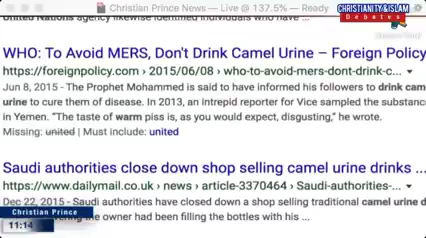 Christian Prince News — Live @ 137.5% — Ready
CHRISTIANITY & ISLAM
Debates
United Nations agency likewise identified individuals who have ...
WHO: To Avoid MERS, Don't Drink Camel Urine – Foreign Policy
https://foreignpolicy.com › 2015/06/08 › who-to-avoid-mers-dont-drink-c...
Jun 8, 2015 - The Prophet Mohammed is said to have informed his followers to drink cam
urine to cure them of disease. In 2013, an intrepid reporter for Vice sampled the substanc
in Yemen. “The taste of warm piss is, as you would expect, disgusting,” he wrote.
Missing: united | Must include: united
Saudi authorities close down shop selling camel urine drinks ...
https://www.dailymail.co.uk › news › article-3370464 › Saudi-authorities-...
Dec 22, 2015 - Saudi authorities have closed down a shop selling traditional camel urine d
Christian Prince
ering the owner had been filling the bottles with his ...
11:14